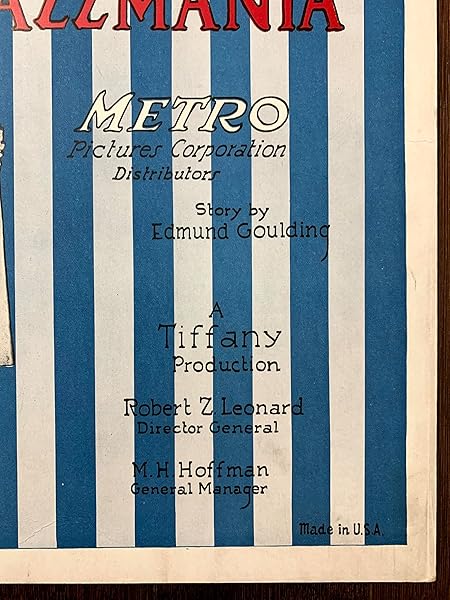 AZZMANIA
METRO
Pictures Corporation
Distributors
Story by
Edmund Goulding
A
Tiffany
Production
Robert Z. Leonard
Director General
M.H. Hoffman
General Manager
Made in U.S.A.